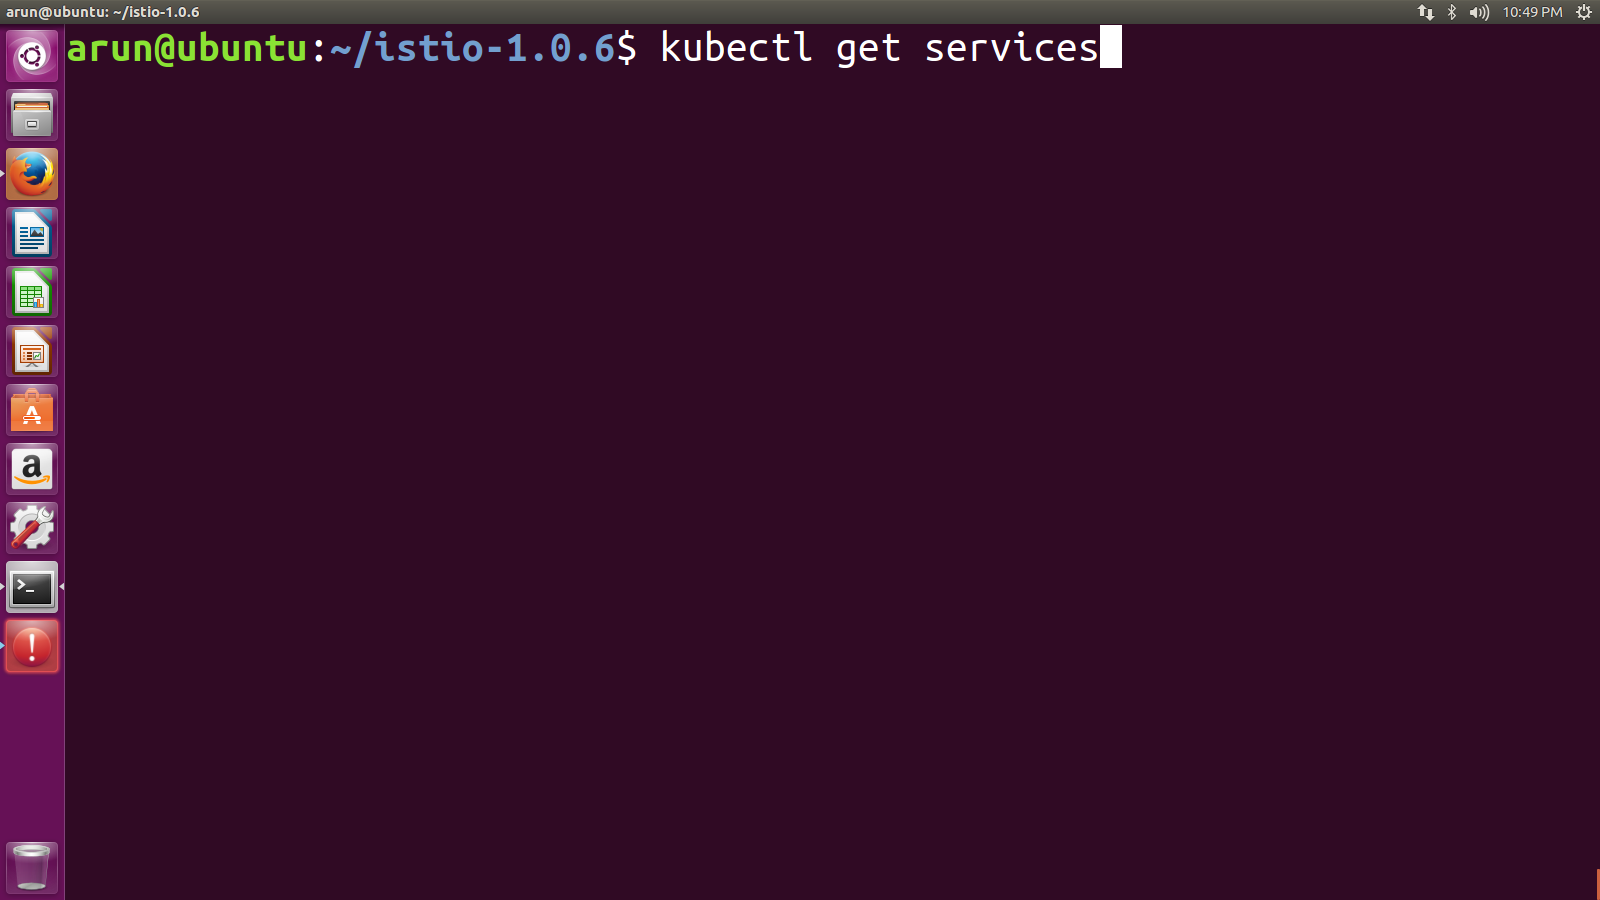 arun@ubuntu: ~/istio-1.0.6
10:49 PM
arun@ubuntu:~/istio-1.0.6$ kubectl get services